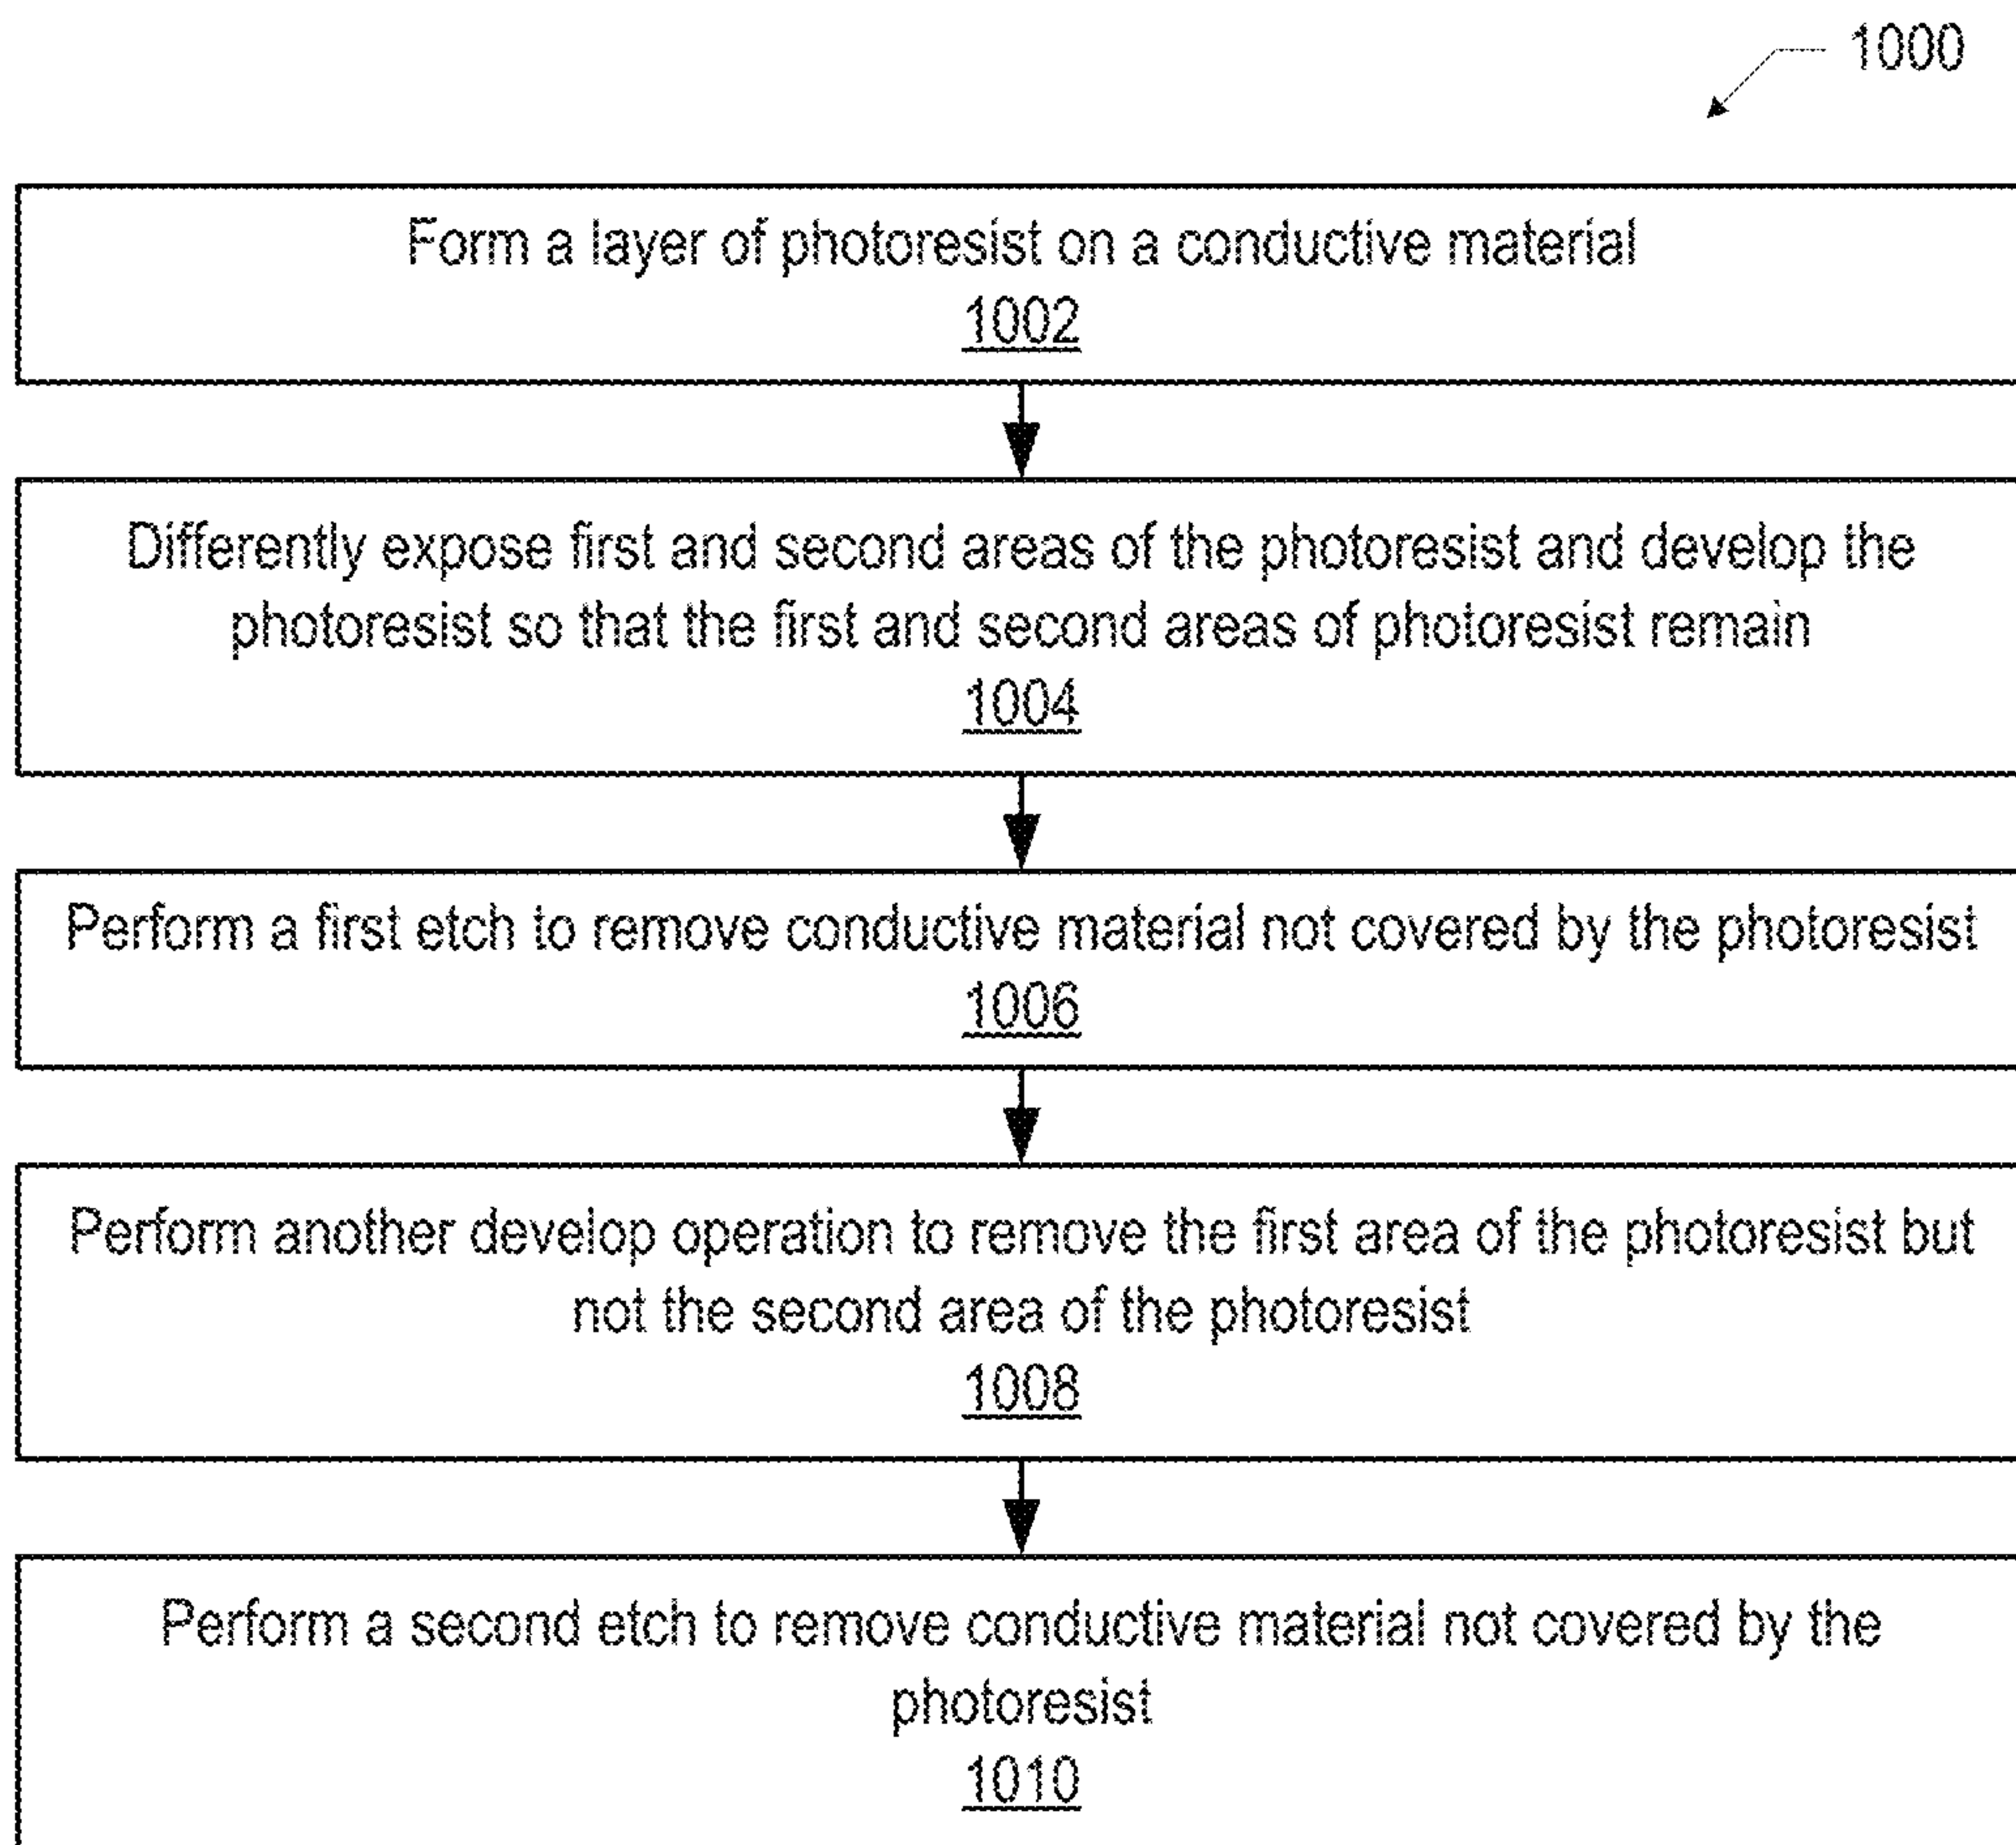 1000
Form a layer of photoresist on a conductive material
1002
Differently expose first and second areas of the photoresist and develop the
photoresist so that the first and second areas of photoresist remain
1004
Perform a first etch to remove conductive material not covered by the photoresist
1006
Perform another develop operation to remove the first area of the photoresist but
not the second area of the photoresist
1008
Perform a second etch to remove conductive material not covered by the
photoresist
1010